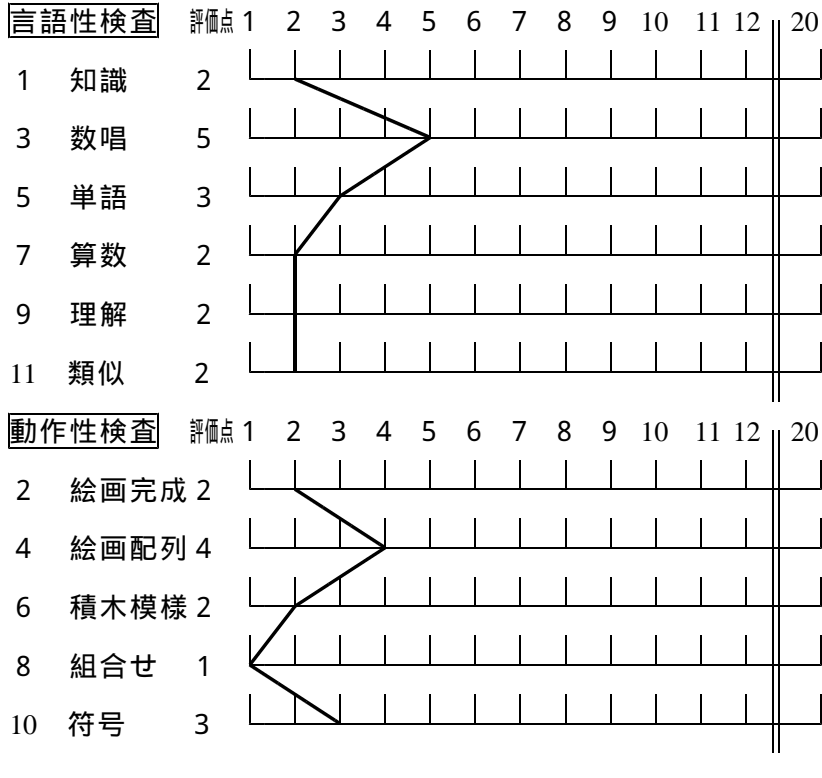 言語性検査 評価点 1 2 3 4 5 6 7 8 9 10 11 12 20
1 知識 2
3 数唱 5
5 単語 3
7 算数 2
9 理解 2
11 類似 2
動作性検査 評価点 1 2 3 4 5 6 7 8 9 10 11 12 20
2 絵画完成 2
4 絵画配列 4
6 積木模様 2
8 組合せ 1
10 符号 3